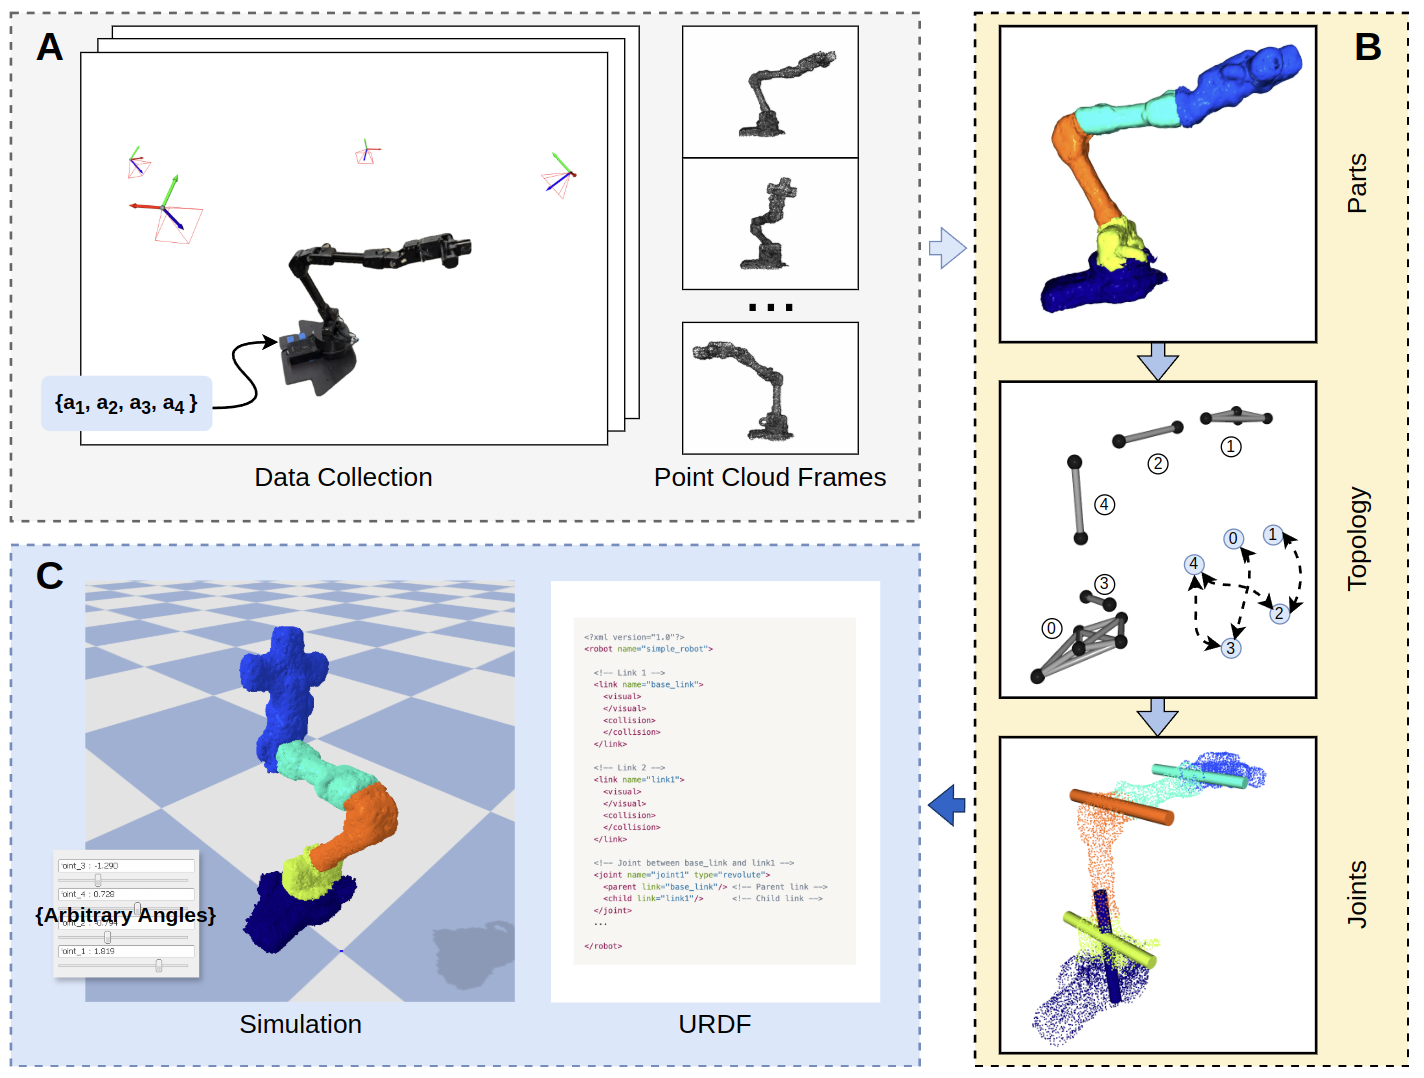 A
{a1, a2, a3, a4 }
Data Collection
Point Cloud Frames
...
B
Parts
1
2
4
3
0
0
1
4
2
3
Topology
Joints
C
oint_3 : -1.290
oint_4 : 0.728
{Arbitrary Angles}
oint_1 : 1.819
Simulation
<?xml version="1.0"?>
<robot name="simple_robot">
<!-- Link 1 -->
<link name="base_link">
<visual>
</visual>
<collision>
</collision>
</link>
<!-- Link 2 -->
<link name="link1">
<visual>
</visual>
<collision>
</collision>
</link>
<!-- Joint between base_link and link1 -->
<joint name="joint1" type="revolute">
<parent link="base_link"/> <!-- Parent link -->
<child link="link1"/> <!-- Child link -->
</joint>
...
</robot>
URDF